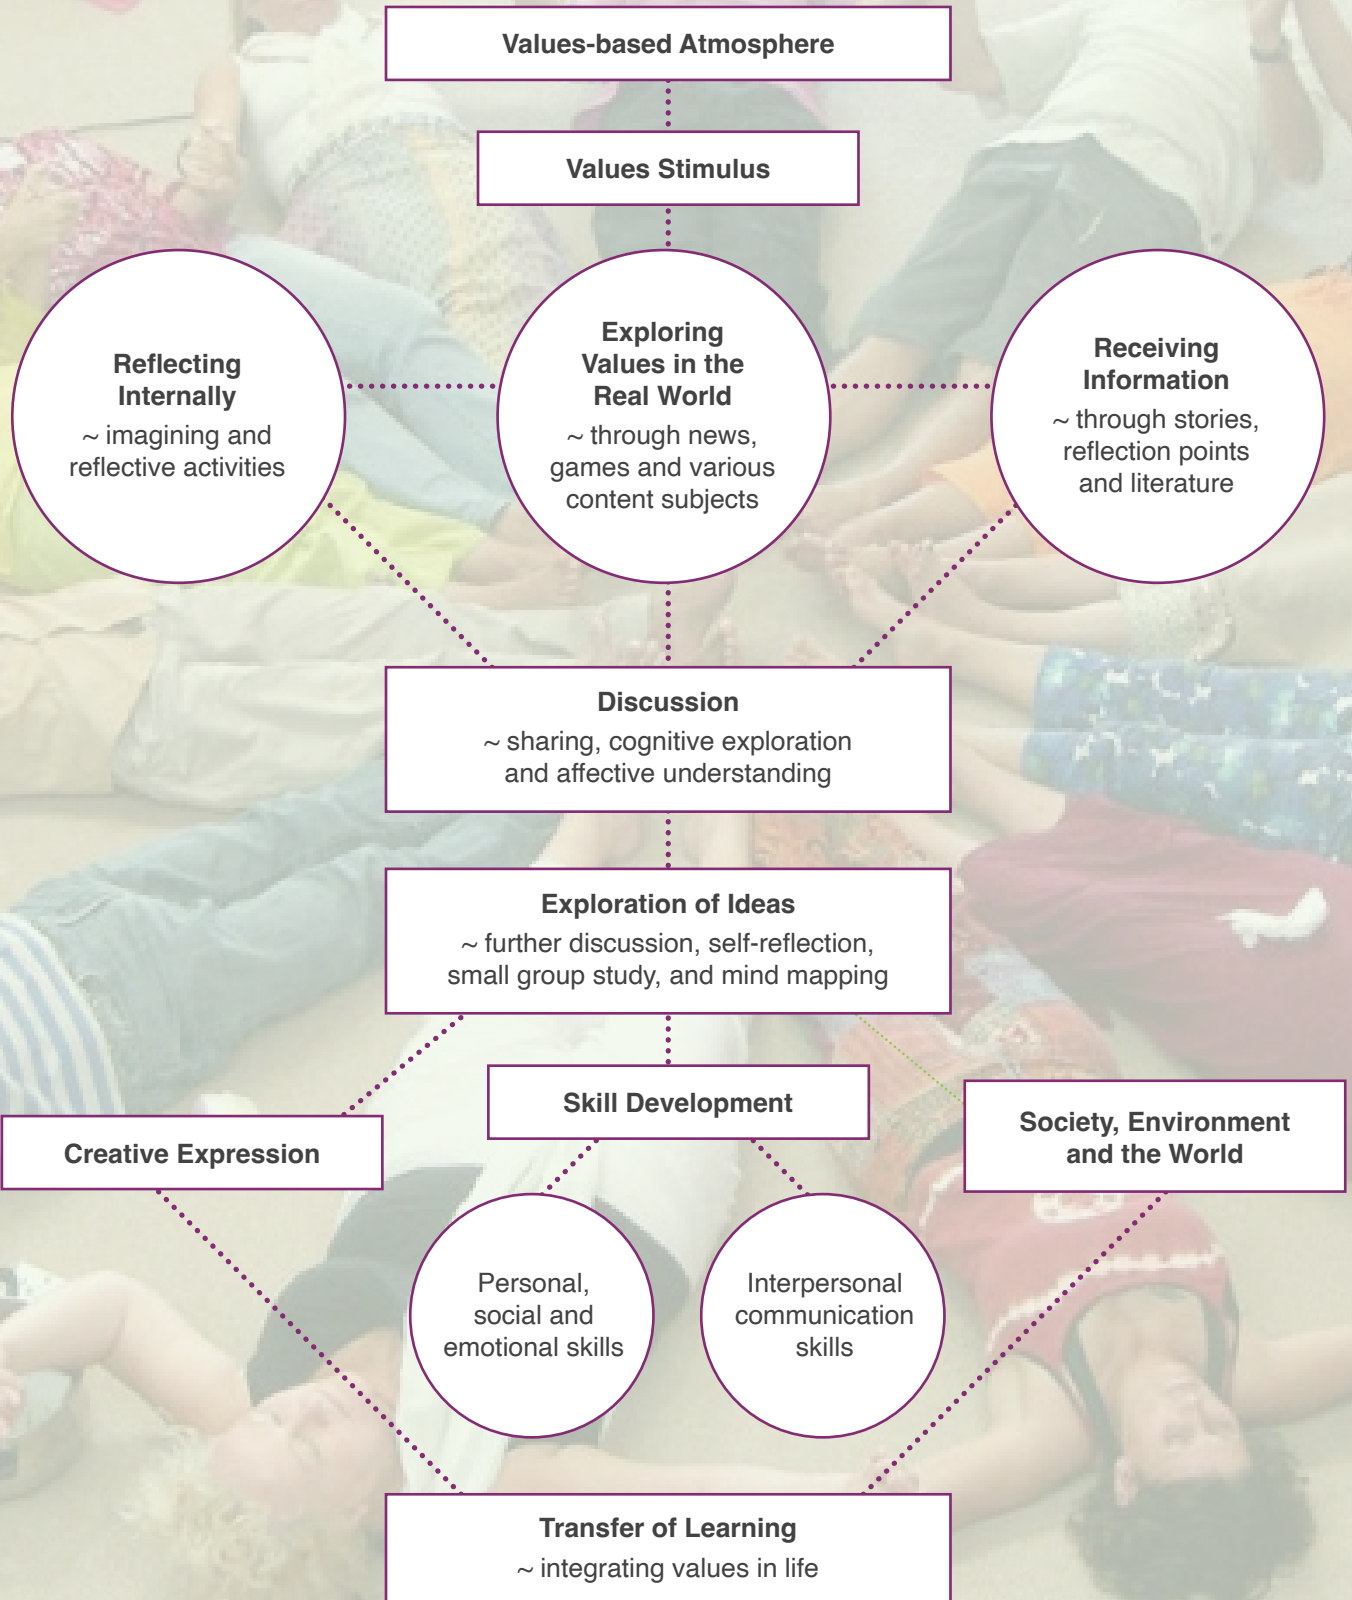 Values-based Atmosphere
Values Stimulus
Reflecting
Internally
~ imagining and
reflective activities
Exploring
Values in the
Real World
~ through news,
games and various
content subjects
Receiving
Information
~ through stories,
reflection points
and literature
Discussion
~ sharing, cognitive exploration
and affective understanding
Exploration of Ideas
~ further discussion, self-reflection,
small group study, and mind mapping
Creative Expression
Skill Development
Society, Environment
and the World
Personal,
social and
emotional skills
Interpersonal
communication
skills
Transfer of Learning
~ integrating values in life